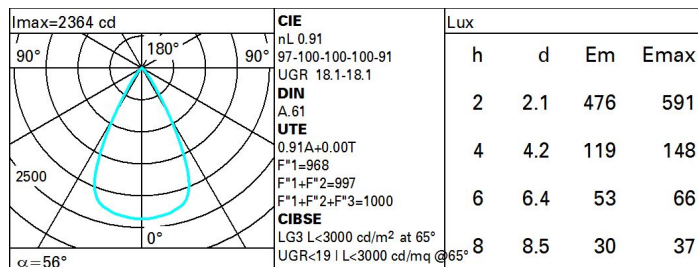 Imax=2364 cd
90° 180° 90°
2500
0°
α=56°
CIE
nL 0.91
97-100-100-100-91
UGR 18.1-18.1
DIN
A.61
UTE
0.91A+0.00T
F"1=968
F"1+F"2=997
F"1+F"2+F"3=1000
CIBSE
LG3 L<3000 cd/m² at 65°
UGR<19 | L<3000 cd/mq @65°
Lux
h d Em Emax
2 2.1 476 591
4 4.2 119 148
6 6.4 53 66
8 8.5 30 37